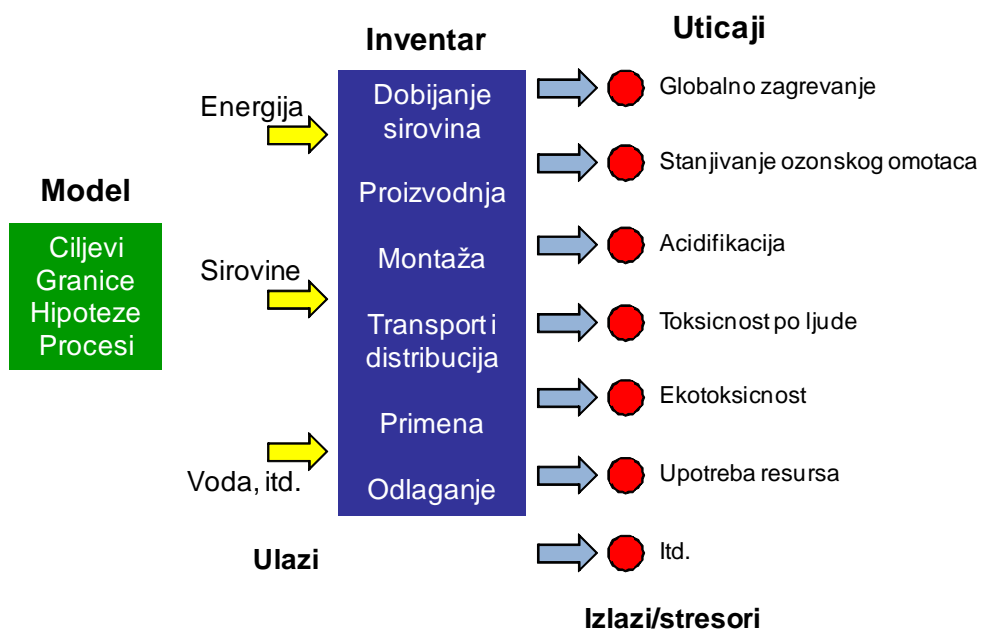 Model
Ciljevi
Granice
Hipoteze
Procesi
Energija
Sirovine
Voda, itd.
Ulazi
Inventar
Dobijanje
sirovina
Proizvodnja
Montaža
Transport i
distribucija
Primena
Odlaganje
Uticaji
Globalno zagrevanje
Stanjivanje ozonskog omotaca
Acidifikacija
Toksicnost po ljude
Ekotoksicnost
Upotreba resursa
Itd.
Izlazi/stresori